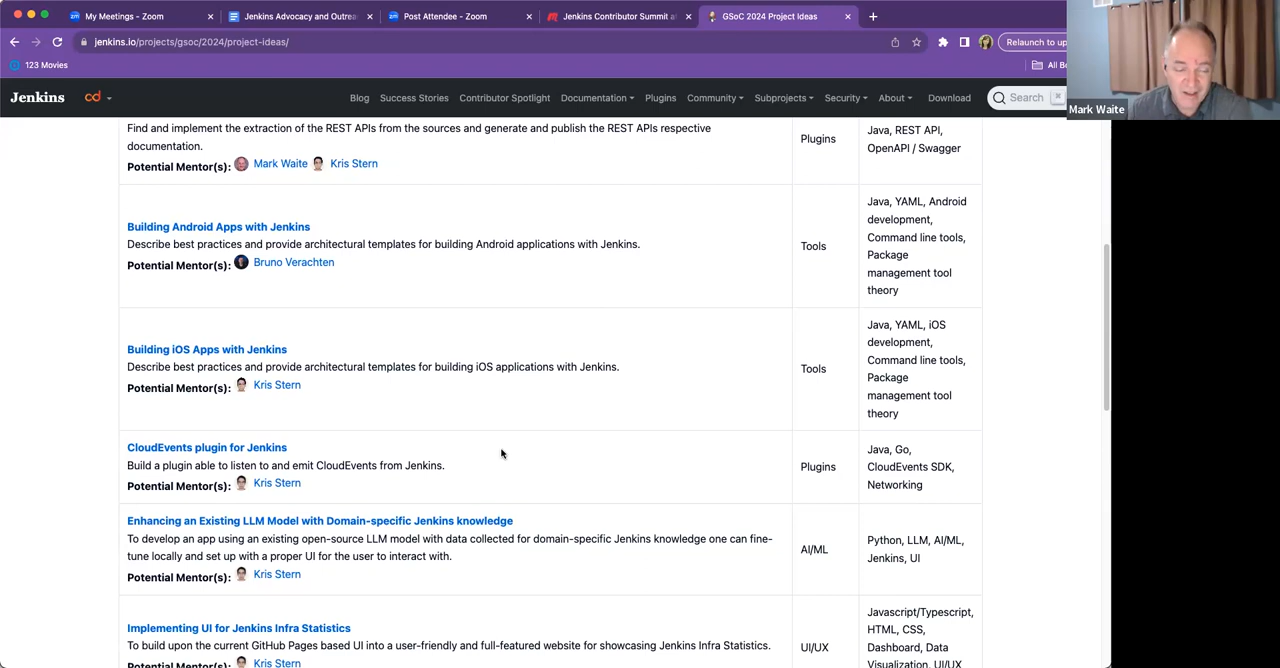 My Meetings - Zoom
Jenkins Advocacy and Outrea
Post Attendee - Zoom
Jenkins Contributor Summit a
GSoC 2024 Project Ideas
jenkins.io/projects/gsoc/2024/project-ideas/
Relaunch to up
123 Movies
All Bo
Jenkins
cd
Blog
Success Stories
Contributor Spotlight
Documentation
Plugins
Community
Subprojects
Security
About
Download
Search
Mark Waite
Find and implement the extraction of the REST APIs from the sources and generate and publish the REST APIs respective
documentation.
Potential Mentor(s): Mark Waite Kris Stern
Plugins
Java, REST API,
OpenAPI / Swagger
Building Android Apps with Jenkins
Describe best practices and provide architectural templates for building Android applications with Jenkins.
Potential Mentor(s): Bruno Verachten
Tools
Java, YAML, Android
development,
Command line tools,
Package
management tool
theory
Building iOS Apps with Jenkins
Describe best practices and provide architectural templates for building iOS applications with Jenkins.
Potential Mentor(s): Kris Stern
Tools
Java, YAML, iOS
development,
Command line tools,
Package
management tool
theory
CloudEvents plugin for Jenkins
Build a plugin able to listen to and emit CloudEvents from Jenkins.
Potential Mentor(s): Kris Stern
Plugins
Java, Go,
CloudEvents SDK,
Networking
Enhancing an Existing LLM Model with Domain-specific Jenkins knowledge
To develop an app using an existing open-source LLM model with data collected for domain-specific Jenkins knowledge one can fine-
tune locally and set up with a proper UI for the user to interact with.
Potential Mentor(s): Kris Stern
AI/ML
Python, LLM, AI/ML,
Jenkins, UI
Implementing UI for Jenkins Infra Statistics
To build upon the current GitHub Pages based UI into a user-friendly and full-featured website for showcasing Jenkins Infra Statistics.
Potential Mentor(s): Kris Stern
UI/UX
Javascript/Typescript,
HTML, CSS,
Dashboard, Data
Visualization, UI/UX